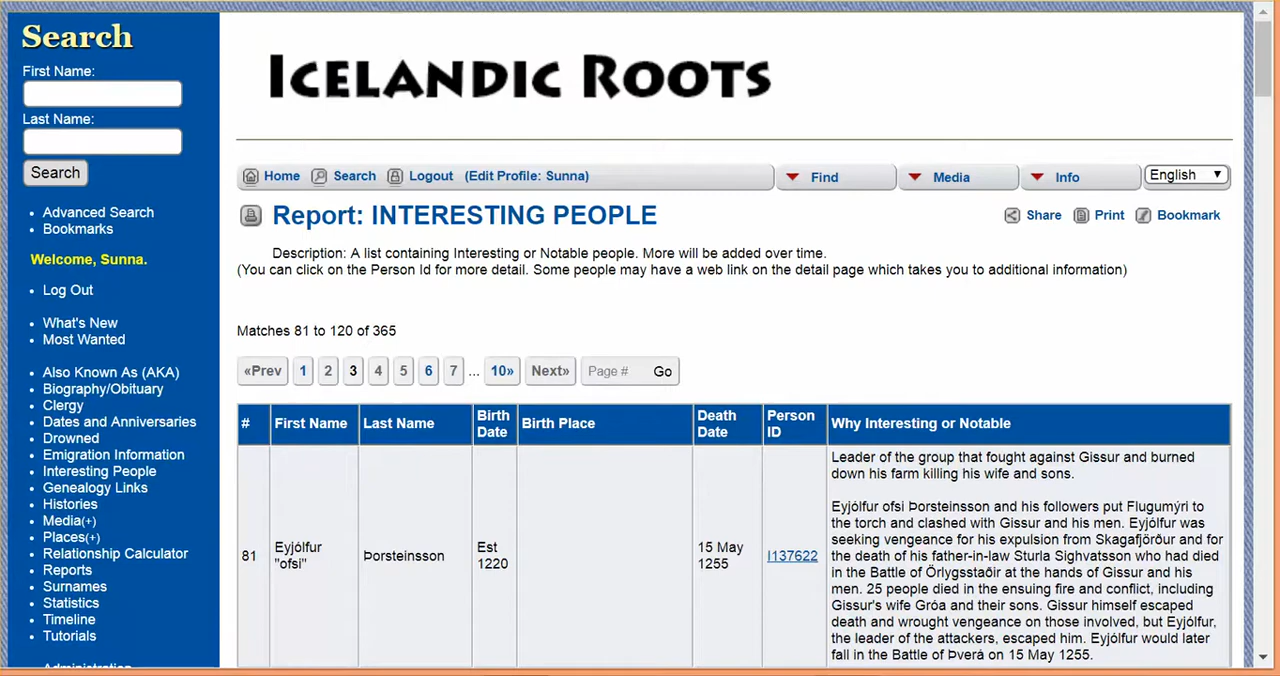 Search
First Name:
Last Name:
Search
Advanced Search
Bookmarks
Welcome, Sunna.
Log Out
What's New
Most Wanted
Also Known As (AKA)
Biography/Obituary
Clergy
Dates and Anniversaries
Drowned
Emigration Information
Interesting People
Genealogy Links
Histories
Media(+)
Places(+)
Relationship Calculator
Reports
Surnames
Statistics
Timeline
Tutorials
Administration
Icelandic Roots
Home Search Logout (Edit Profile: Sunna) Find Media Info English
Report: INTERESTING PEOPLE
Share Print Bookmark
Description: A list containing Interesting or Notable people. More will be added over time.
(You can click on the Person Id for more detail. Some people may have a web link on the detail page which takes you to additional information)
Matches 81 to 120 of 365
«Prev 1 2 3 4 5 6 7 ... 10» Next» Page # Go
# First Name Last Name Birth Date Birth Place Death Date Person ID Why Interesting or Notable
81
Eyjólfur
"ofsi"
Þorsteinsson
Est
1220
15 May
1255
I137622
Leader of the group that fought against Gissur and burned
down his farm killing his wife and sons.
Eyjólfur ofsi Þorsteinsson and his followers put Flugumýri to
the torch and clashed with Gissur and his men. Eyjólfur was
seeking vengeance for his expulsion from Skagafjörður and for
the death of his father-in-law Sturla Sighvatsson who had died
in the Battle of Örlygsstaðir at the hands of Gissur and his
men. 25 people died in the ensuing fire and conflict, including
Gissur's wife Gróa and their sons. Gissur himself escaped
death and wrought vengeance on those involved, but Eyjólfur,
the leader of the attackers, escaped him. Eyjólfur would later
fall in the Battle of Þverá on 15 May 1255.